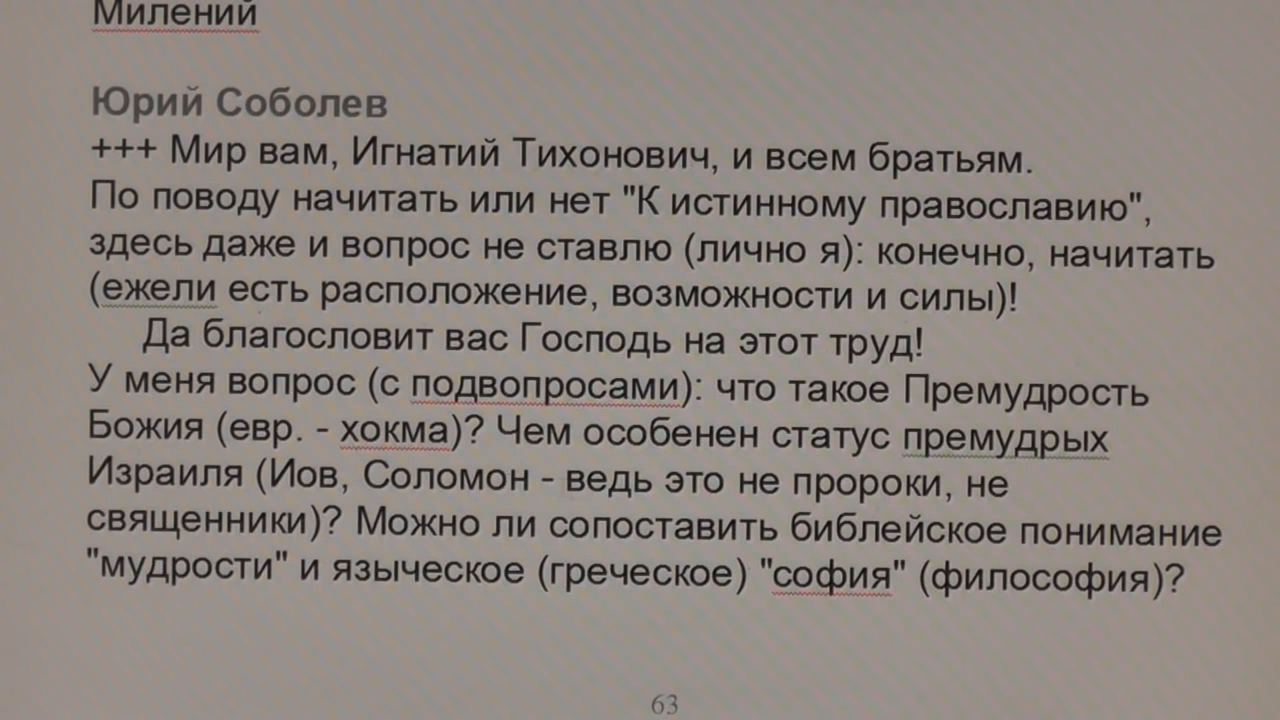 Милений
Юрий Соболев
+++ Мир вам, Игнатий Тихонович, и всем братьям.
По поводу начитать или нет "К истинному православию",
здесь даже и вопрос не ставлю (лично я): конечно, начитать
(ежели есть расположение, возможности и силы)!
Да благословит вас Господь на этот труд!
У меня вопрос (с подвопросами): что такое Премудрость
Божия (евр. - хокма)? Чем особенен статус премудрых
Израиля (Иов, Соломон - ведь это не пророки, не
священники)? Можно ли сопоставить библейское понимание
"мудрости" и языческое (греческое) "софия" (философия)?
63